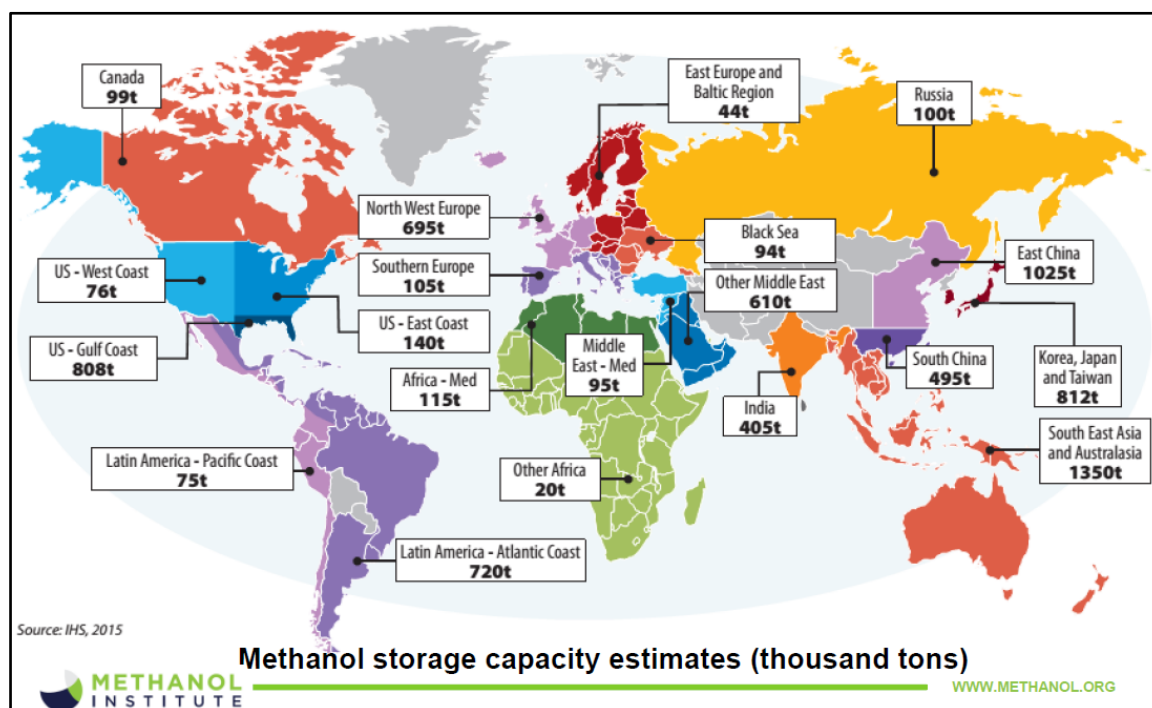 Canada
99t
East Europe and
Baltic Region
44t
Russia
100t
North West Europe
695t
Black Sea
94t
East China
1025t
US - West Coast
76t
Southern Europe
105t
Other Middle East
610t
US - Gulf Coast
808t
US - East Coast
140t
Africa - Med
115t
Middle
East - Med
95t
India
405t
South China
495t
Korea, Japan
and Taiwan
812t
Latin America - Pacific Coast
75t
Other Africa
20t
South East Asia
and Australasia
1350t
Latin America - Atlantic Coast
720t
Source: IHS, 2015
Methanol storage capacity estimates (thousand tons)
METHANOL
INSTITUTE
WWW.METHANOL.ORG